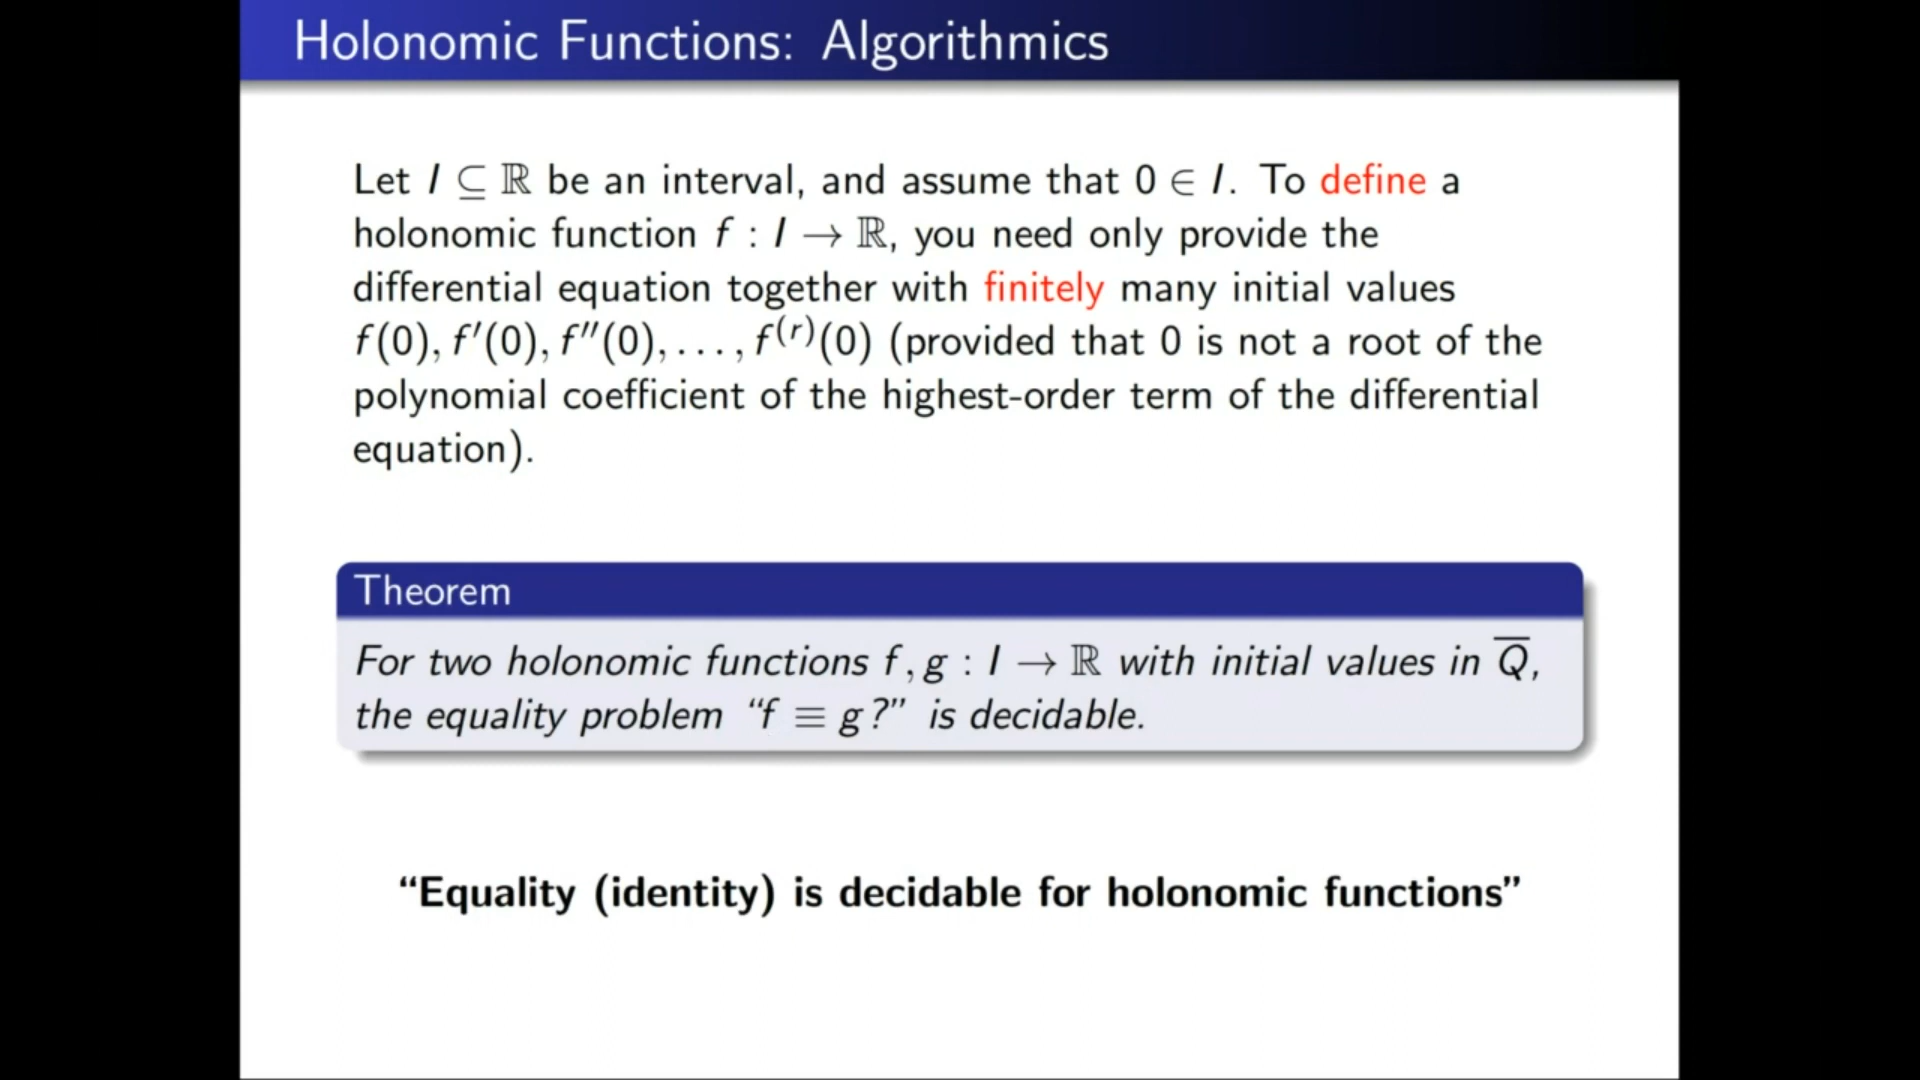 Holonomic Functions: Algorithmics
Let I ⊆ ℝ be an interval, and assume that 0 ∈ I. To define a
holonomic function f : I → ℝ, you need only provide the
differential equation together with finitely many initial values
f(0), f′(0), f″(0), . . . , f⁽ʳ⁾(0) (provided that 0 is not a root of the
polynomial coefficient of the highest-order term of the differential
equation).
Theorem
For two holonomic functions f, g : I → ℝ with initial values in Q̅,
the equality problem “f ≡ g?” is decidable.
“Equality (identity) is decidable for holonomic functions”